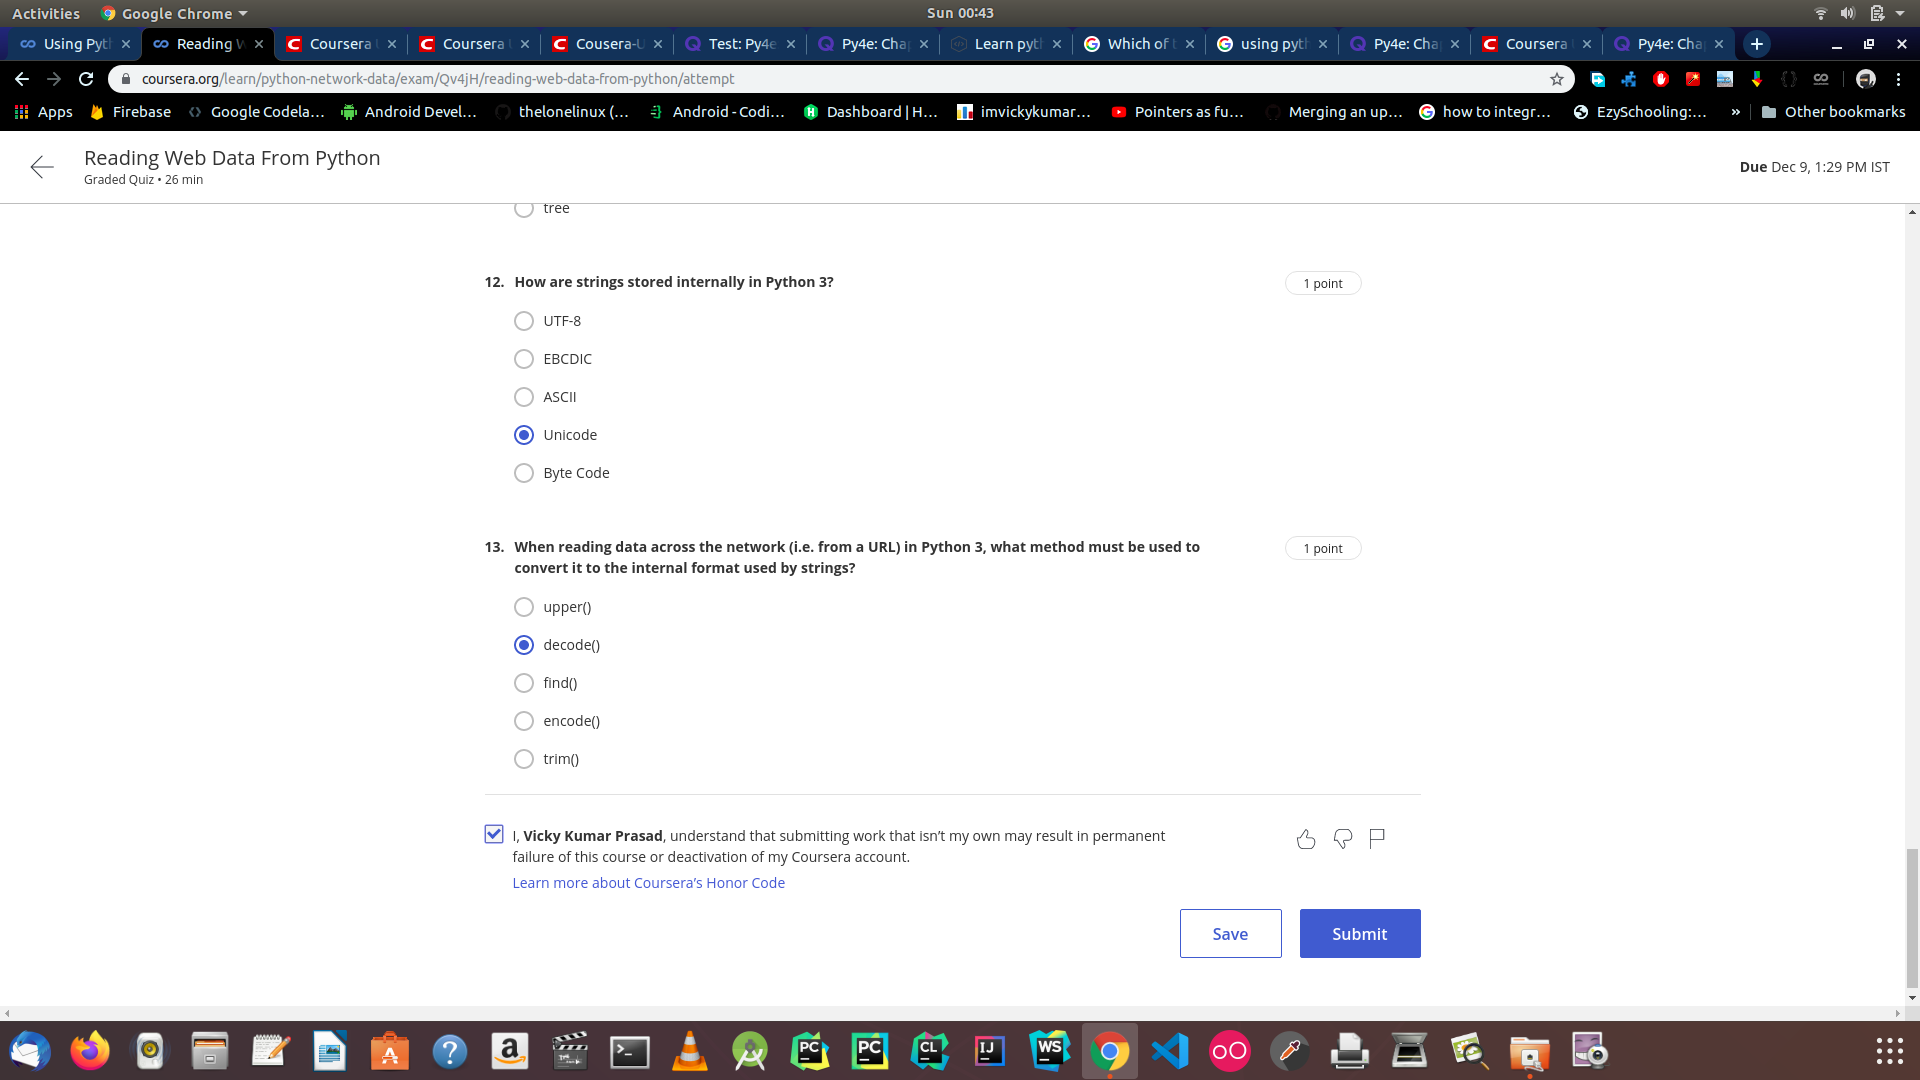 Activities Google Chrome Sun 00:43
Using Pyt Reading W Coursera Coursera Cousera-U Test: Py4e Py4e: Cha Learn pyt Which of using pyt Py4e: Cha Coursera Py4e: Cha
coursera.org/learn/python-network-data/exam/Qv4jH/reading-web-data-from-python/attempt
Apps Firebase Google Codela... Android Devel... thelonelinux (... Android - Codi... Dashboard | H... imvickykumar... Pointers as fu... Merging an up... how to integr... EzySchooling:... » Other bookmarks
Reading Web Data From Python
Graded Quiz • 26 min
Due Dec 9, 1:29 PM IST
tree
12. How are strings stored internally in Python 3? 1 point
UTF-8
EBCDIC
ASCII
Unicode
Byte Code
13. When reading data across the network (i.e. from a URL) in Python 3, what method must be used to 1 point
convert it to the internal format used by strings?
upper()
decode()
find()
encode()
trim()
I, Vicky Kumar Prasad, understand that submitting work that isn't my own may result in permanent
failure of this course or deactivation of my Coursera account.
Learn more about Coursera's Honor Code
Save Submit